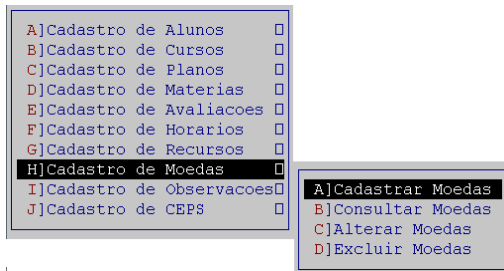 A]Cadastro de Alunos
B]Cadastro de Cursos
C]Cadastro de Planos
D]Cadastro de Materias
E]Cadastro de Avaliacoes
F]Cadastro de Horarios
G]Cadastro de Recursos
H]Cadastro de Moedas
I]Cadastro de Observacoes
J]Cadastro de CEPS
A]Cadastrar Moedas
B]Consultar Moedas
C]Alterar Moedas
D]Excluir Moedas